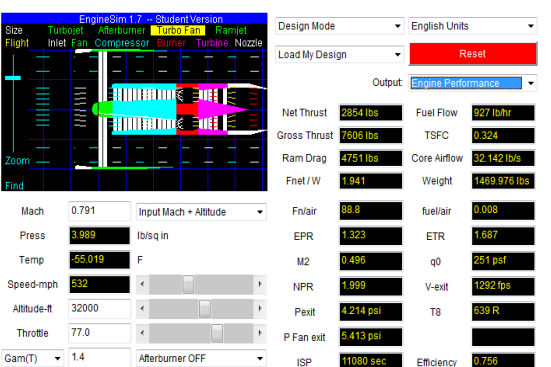 EngineSim 1.7 -- Student Version
Size Turbojet Afterburner Turbo Fan Ramjet
Flight Inlet Fan Compressor Burner Turbine Nozzle
Zoom
Find
Design Mode English Units
Load My Design Reset
Output: Engine Performance
Net Thrust 2854 lbs Fuel Flow 927 lb/hr
Gross Thrust 7606 lbs TSFC 0.324
Ram Drag 4751 lbs Core Airflow 32.142 lb/s
Fnet / W 1.941 Weight 1469.976 lbs
Mach 0.791 Input Mach + Altitude
Press 3.989 lb/sq in
Temp -55.019 F
Speed-mph 532
Altitude-ft 32000
Throttle 77.0
Gam(T) 1.4 Afterburner OFF
Fn/air 88.8 fuel/air 0.008
EPR 1.323 ETR 1.687
M2 0.496 q0 251 psf
NPR 1.999 V-exit 1292 fps
Pexit 4.214 psi T8 639 R
P Fan exit 5.413 psi
ISP 11080 sec Efficiency 0.756